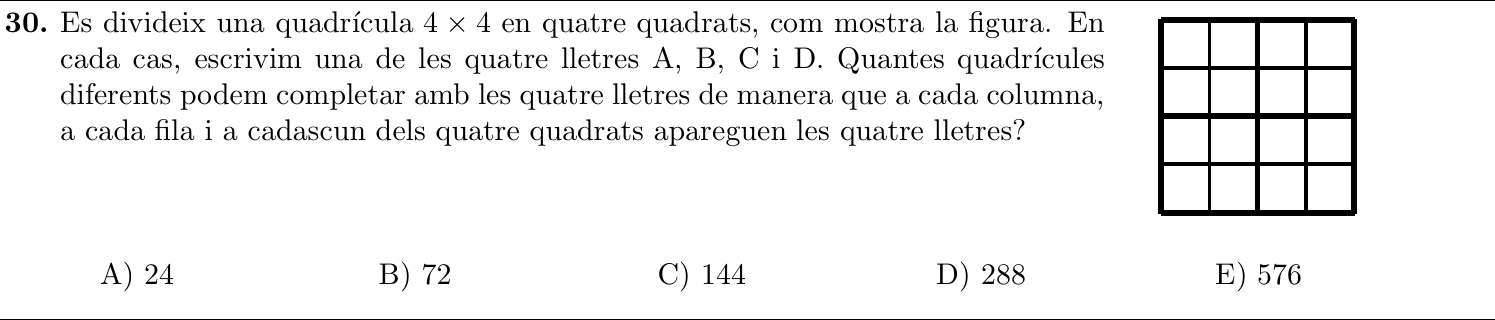 30. Es divideix una quadrícula 4 × 4 en quatre quadrats, com mostra la figura. En
cada cas, escrivim una de les quatre lletres A, B, C i D. Quantes quadrícules
diferents podem completar amb les quatre lletres de manera que a cada columna,
a cada fila i a cadascun dels quatre quadrats apareguen les quatre lletres?
A) 24 B) 72 C) 144 D) 288 E) 576